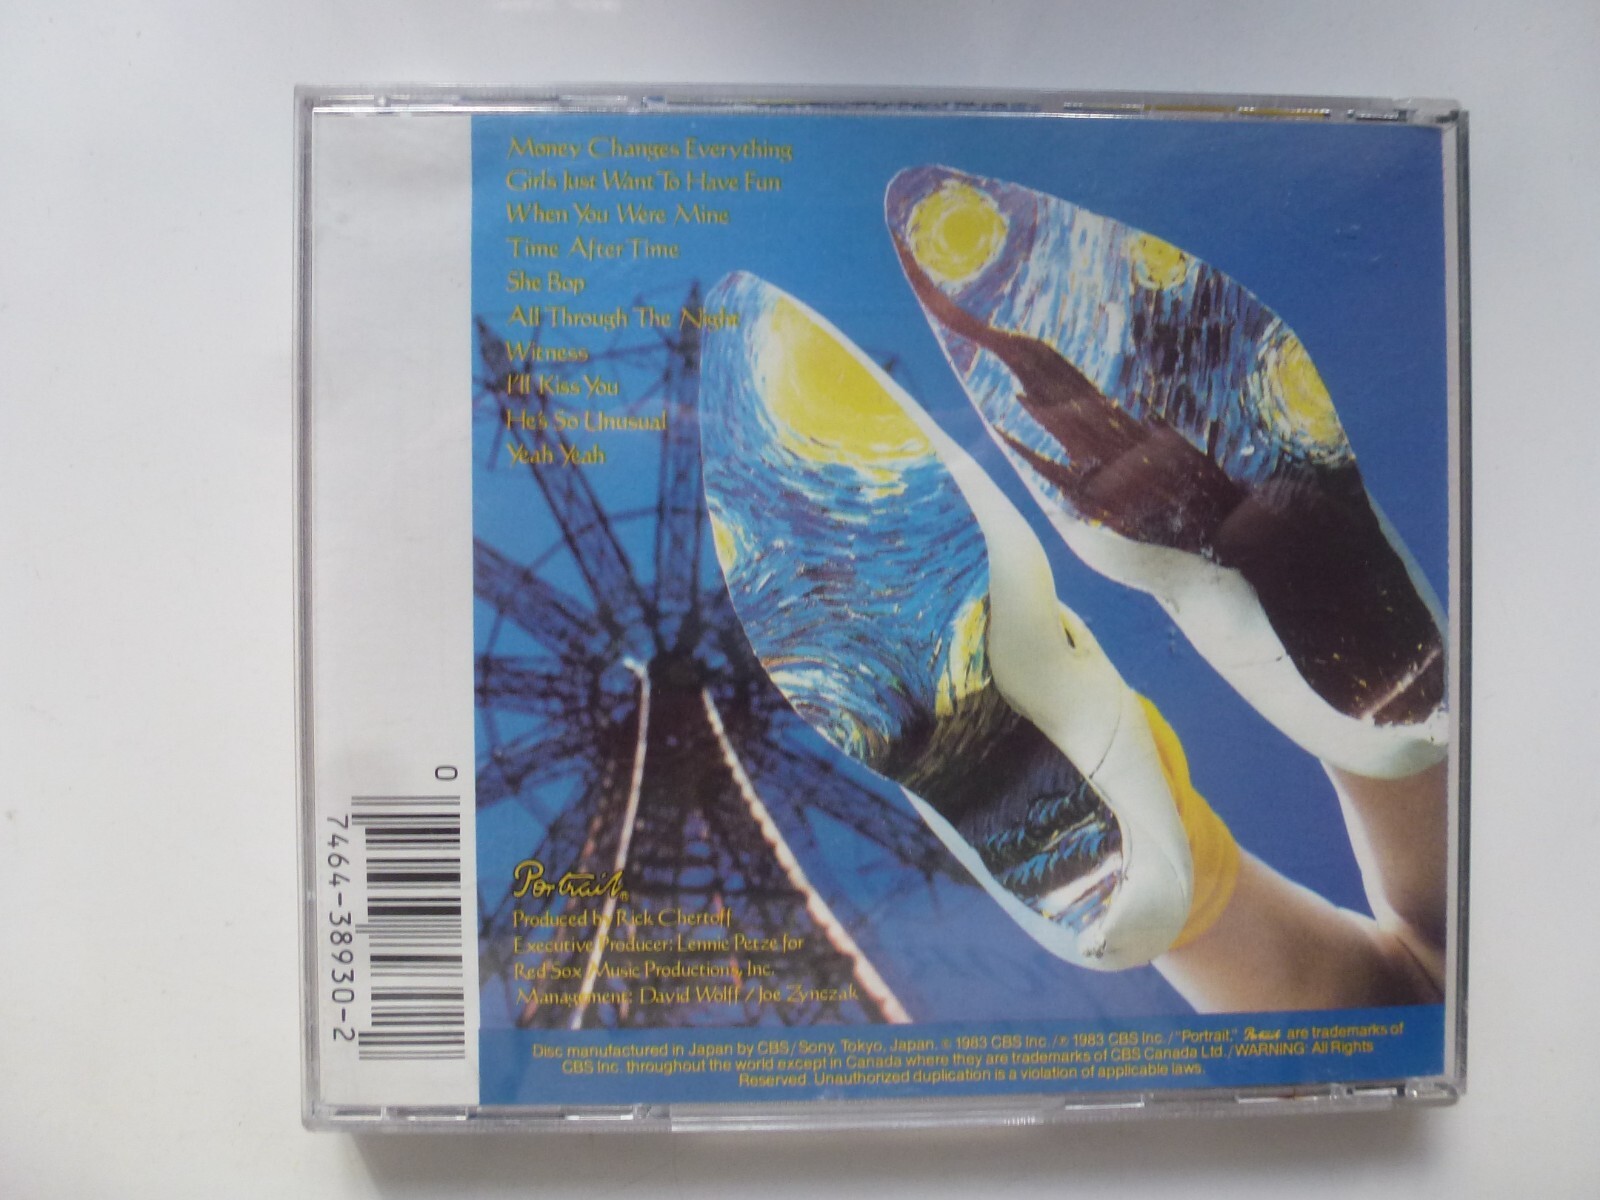 Money Changes Everything
Girls Just Want To Have Fun
When You Were Mine
Time After Time
She Bop
All Through The Night
Witness
I'll Kiss You
He's So Unusual
Yeah Yeah
Portrait®
Produced by Rick Chertoff
Executive Producer: Lennie Petze for
Red Sox Music Productions, Inc.
Management: David Wolff / Joe Zynczak
Disc manufactured in Japan by CBS/Sony, Tokyo, Japan. © 1983 CBS Inc./℗ 1983 CBS Inc./"Portrait," Portrait are trademarks of
CBS Inc. throughout the world except in Canada where they are trademarks of CBS Canada Ltd./WARNING: All Rights
Reserved. Unauthorized duplication is a violation of applicable laws.
0
7464-38930-2